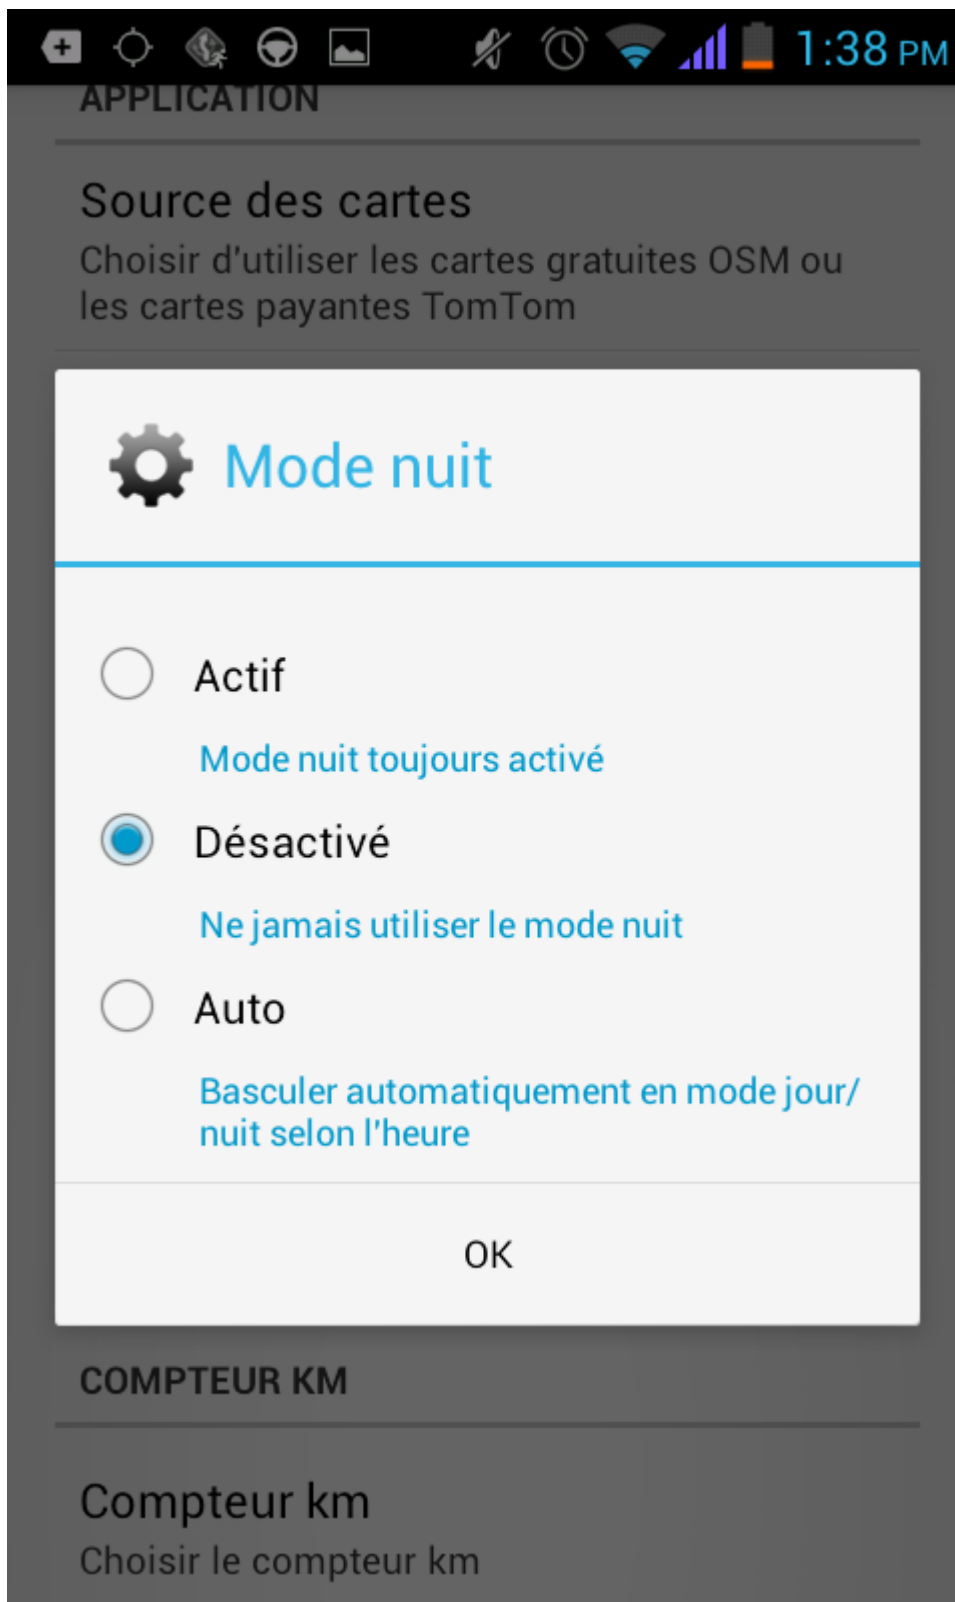 1:38 PM
APPLICATION
Source des cartes
Choisir d'utiliser les cartes gratuites OSM ou
les cartes payantes TomTom
Mode nuit
Actif
Mode nuit toujours activé
Désactivé
Ne jamais utiliser le mode nuit
Auto
Basculer automatiquement en mode jour/
nuit selon l'heure
OK
COMPTEUR KM
Compteur km
Choisir le compteur km